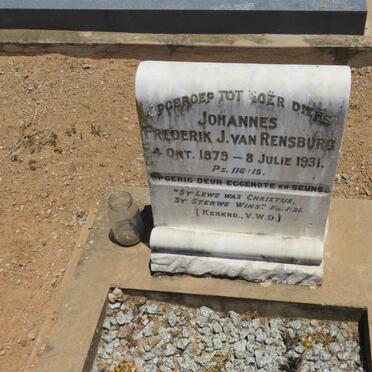 OPGEROEP TOT HOËR DIENS
JOHANNES
FREDERIK J. VAN RENSBURG
4 OKT. 1879 – 8 JULIE 1931.
PS. 116:15.
OPGERIG DEUR EGGENOTE EN SEUNS
"SY LEWE WAS CHRISTUS,
SY STERWE WINS." FIL. 1:21.
[KERKRD., V.W.D.]